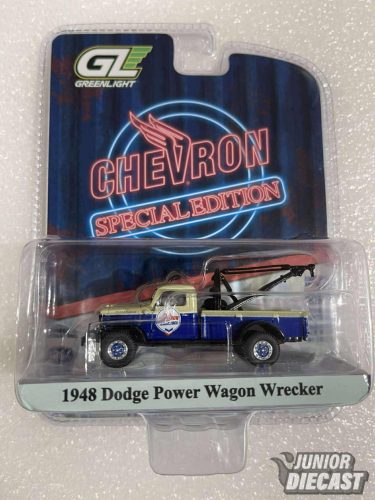 GL
GREENLIGHT
CHEVRON
SPECIAL EDITION
1948 Dodge Power Wagon Wrecker
JUNIOR
DIECAST